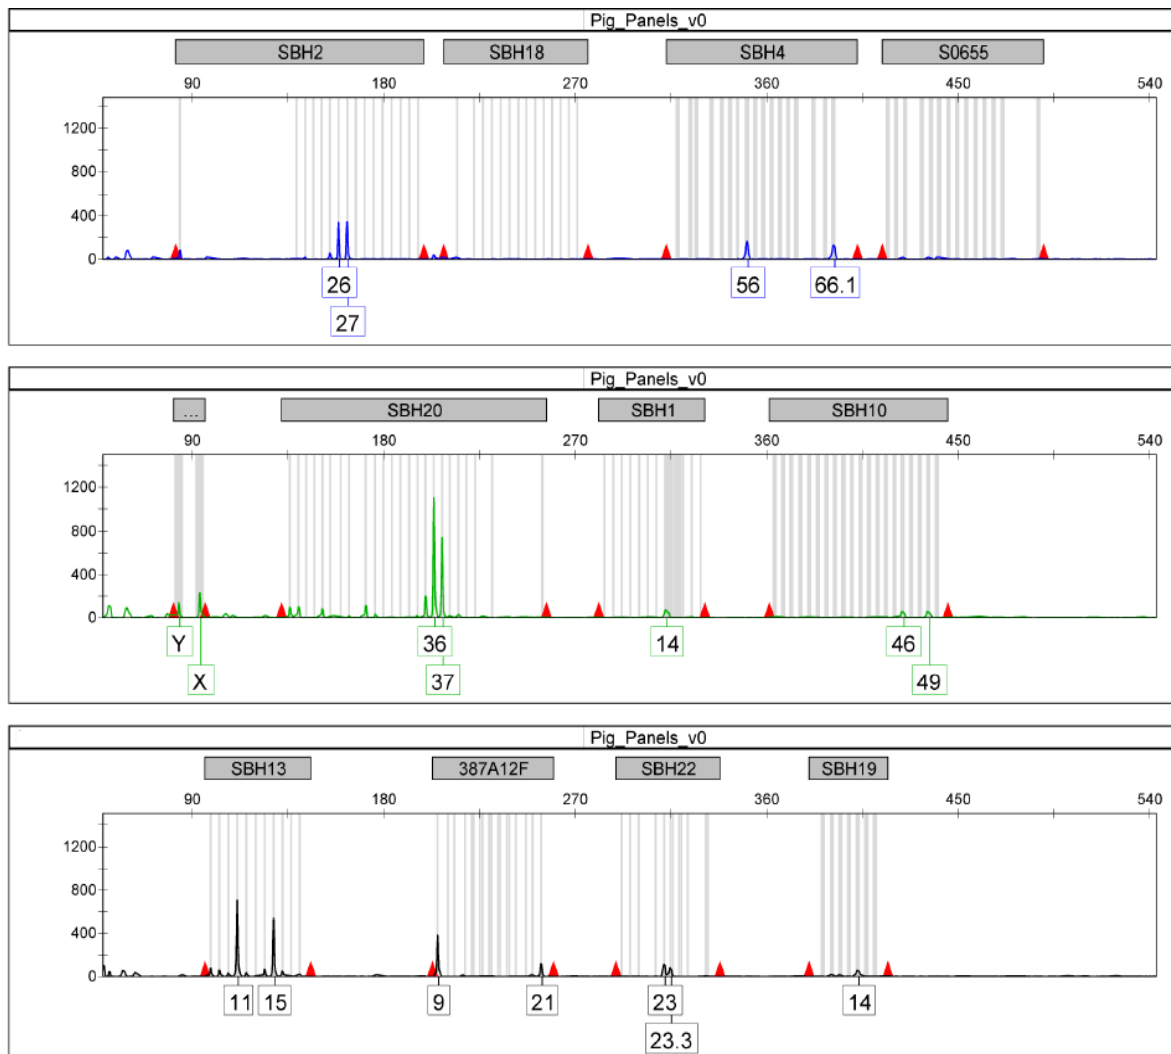 Pig_Panels_v0
SBH2 SBH18 SBH4 S0655
90 180 270 360 450 540
1200
800
400
0
26 56 66.1
27
Pig_Panels_v0
... SBH20 SBH1 SBH10
90 180 270 360 450 540
1200
800
400
0
Y 36 14 46
X 37 49
Pig_Panels_v0
SBH13 387A12F SBH22 SBH19
90 180 270 360 450 540
1200
800
400
0
11 15 9 21 23 14
23.3